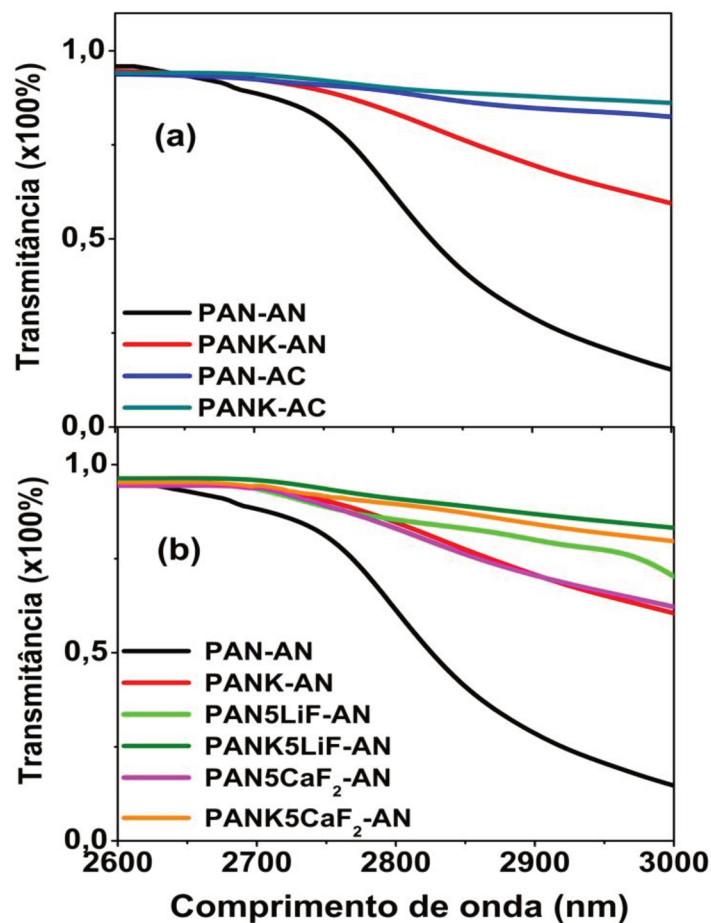 Transmitância (x100%)
1,0
0,5
0,0
(a)
PAN-AN
PANK-AN
PAN-AC
PANK-AC
Transmitância (x100%)
1,0
0,5
0,0
(b)
PAN-AN
PANK-AN
PAN5LiF-AN
PANK5LiF-AN
PAN5CaF₂-AN
PANK5CaF₂-AN
2600 2700 2800 2900 3000
Comprimento de onda (nm)